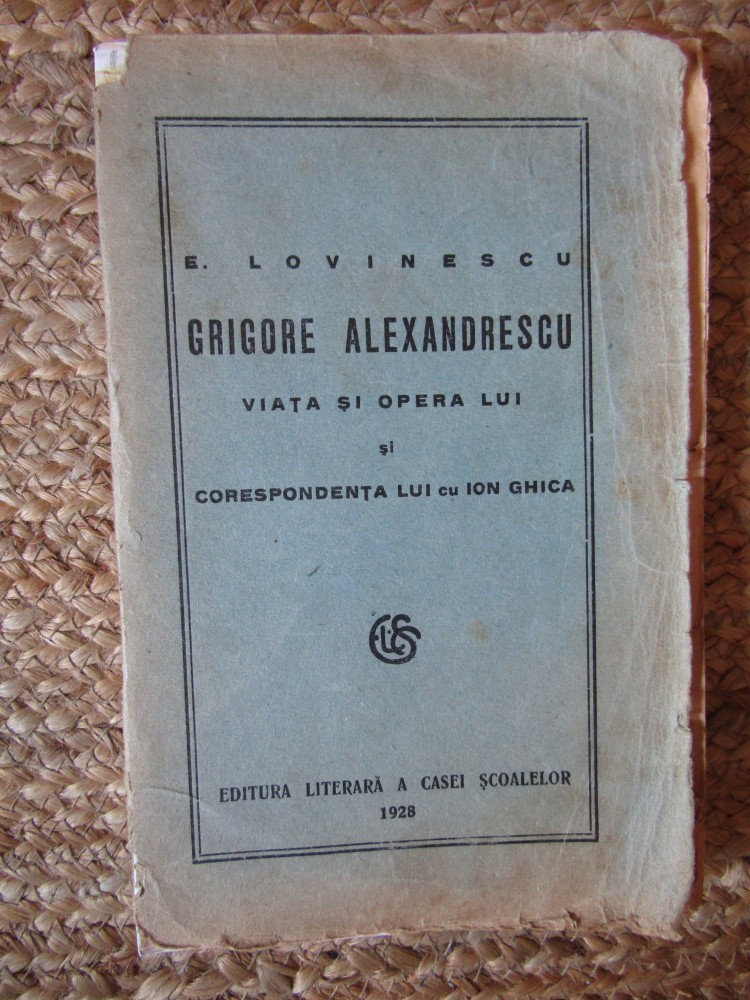 E. LOVINESCU
GRIGORE ALEXANDRESCU
VIAȚA ȘI OPERA LUI
și
CORESPONDENȚA LUI cu ION GHICA
EDITURA LITERARĂ A CASEI ȘCOALELOR
1928